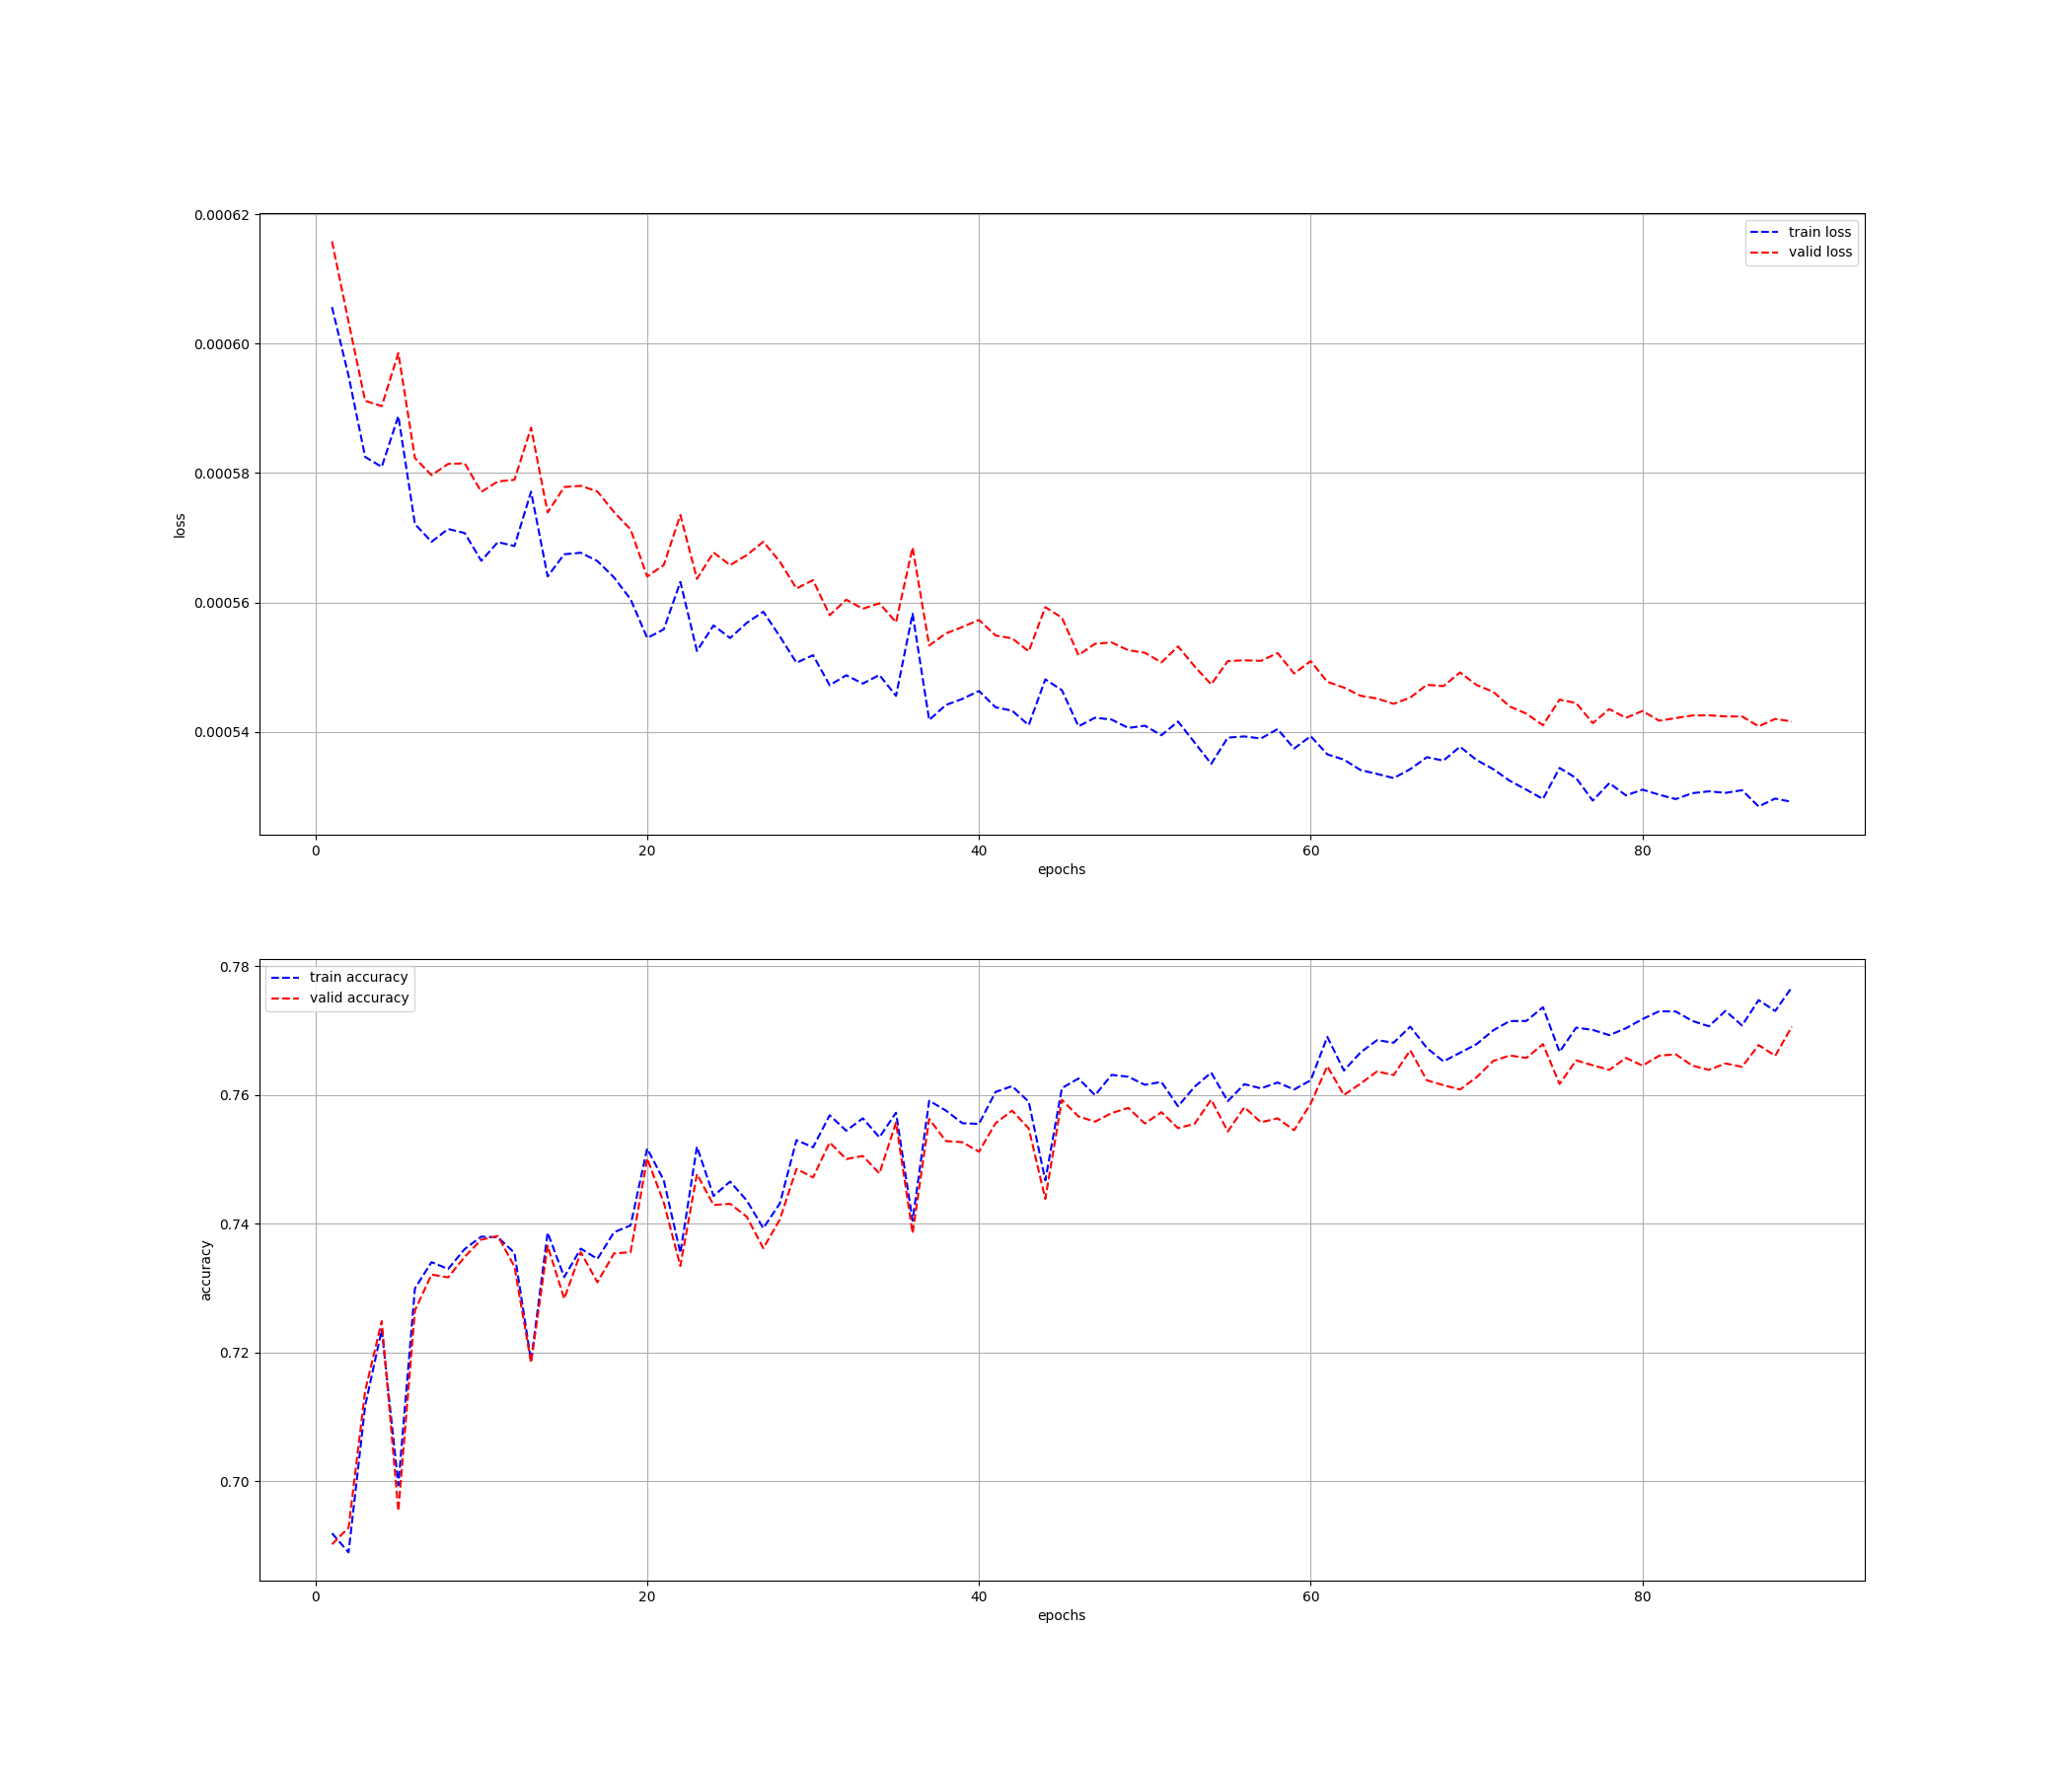 0.00062
train loss
valid loss
0.00060
0.00058
loss
0.00056
0.00054
0 20 40 60 80
epochs
0.78
train accuracy
valid accuracy
0.76
0.74
accuracy
0.72
0.70
0 20 40 60 80
epochs